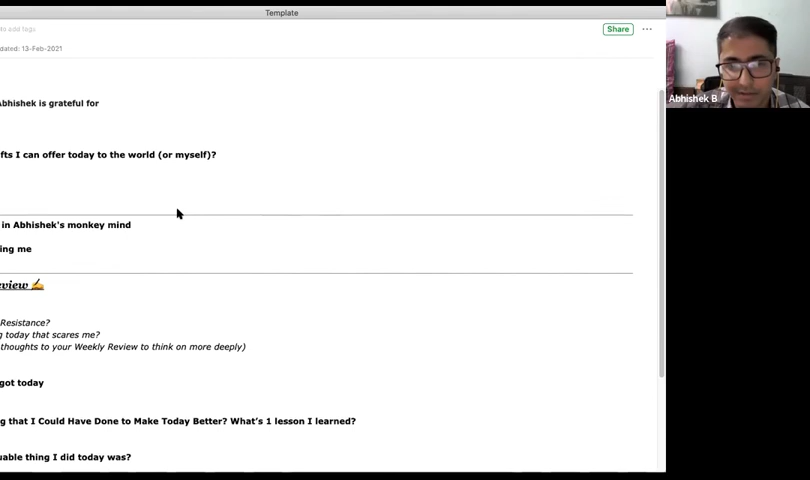 Template
to add tags
Share
dated: 13-Feb-2021
Abhishek is grateful for
Abhishek B
fts I can offer today to the world (or myself)?
in Abhishek's monkey mind
ing me
eview ✍️
Resistance?
g today that scares me?
thoughts to your Weekly Review to think on more deeply)
got today
g that I Could Have Done to Make Today Better? What's 1 lesson I learned?
uable thing I did today was?